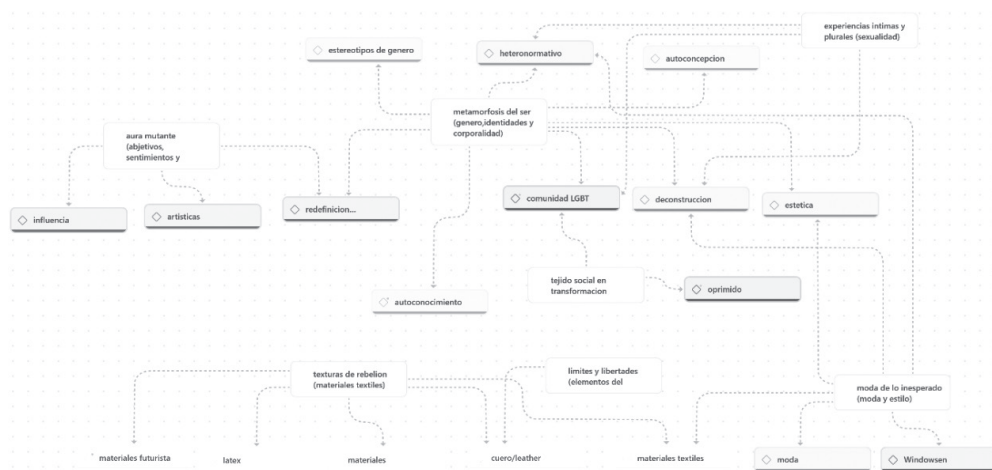 experiencias intimas y
plurales (sexualidad)
estereotipos de genero
heteronormativo
autoconcepcion
metamorfosis del ser
(genero,identidades y
corporalidad)
aura mutante
(abjetivos,
sentimientos y
influencia
artisticas
redefinicion...
comunidad LGBT
deconstruccion
estetica
tejido social en
transformacion
oprimido
autoconocimiento
texturas de rebelion
(materiales textiles)
limites y libertades
(elementos del
moda de lo inesperado
(moda y estilo)
materiales futurista
latex
materiales
cuero/leather
materiales textiles
moda
Windowsen